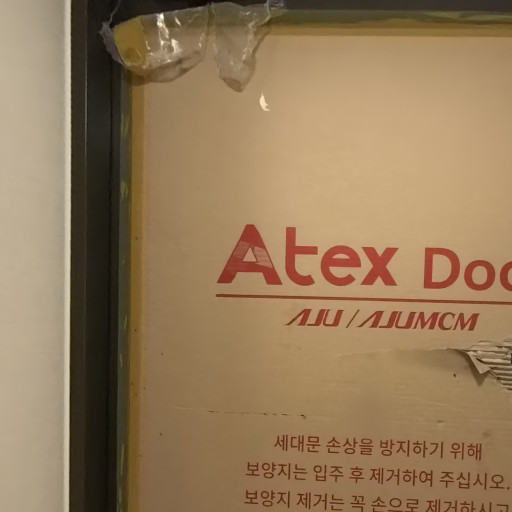 Atex Doo
AJU / AJUMCM
세대문 손상을 방지하기 위해
보양지는 입주 후 제거하여 주십시오.
보양지 제거는 꼭 손으로 제거하시고